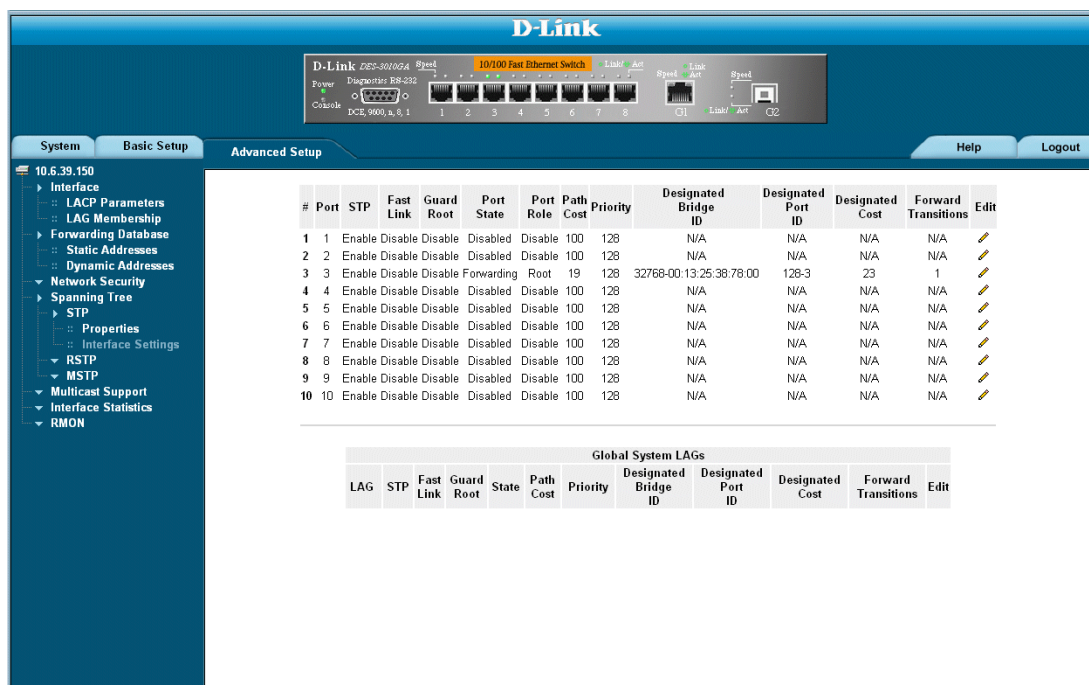 D-Link
D-Link DES-3010GA Speed 10/100 Fast Ethernet Switch Link/ Act
Power Diagnostics RS-232
Console
DCE, 9600, n, 8, 1
1 2 3 4 5 6 7 8
Speed Link Act
G1
Speed
Link/ Act G2
System Basic Setup Advanced Setup Help Logout
10.6.39.150
Interface
LACP Parameters
LAG Membership
Forwarding Database
Static Addresses
Dynamic Addresses
Network Security
Spanning Tree
STP
Properties
Interface Settings
RSTP
MSTP
Multicast Support
Interface Statistics
RMON
# Port STP Fast Link Guard Root Port State Port Role Path Cost Priority Designated Bridge ID Designated Port ID Designated Cost Forward Transitions Edit
1 1 Enable Disable Disable Disabled Disable 100 128 N/A N/A N/A N/A
2 2 Enable Disable Disable Disabled Disable 100 128 N/A N/A N/A N/A
3 3 Enable Disable Disable Forwarding Root 19 128 32768-00:13:25:38:78:00 128-3 23 1
4 4 Enable Disable Disable Disabled Disable 100 128 N/A N/A N/A N/A
5 5 Enable Disable Disable Disabled Disable 100 128 N/A N/A N/A N/A
6 6 Enable Disable Disable Disabled Disable 100 128 N/A N/A N/A N/A
7 7 Enable Disable Disable Disabled Disable 100 128 N/A N/A N/A N/A
8 8 Enable Disable Disable Disabled Disable 100 128 N/A N/A N/A N/A
9 9 Enable Disable Disable Disabled Disable 100 128 N/A N/A N/A N/A
10 10 Enable Disable Disable Disabled Disable 100 128 N/A N/A N/A N/A
Global System LAGs
LAG STP Fast Link Guard Root State Path Cost Priority Designated Bridge ID Designated Port ID Designated Cost Forward Transitions Edit